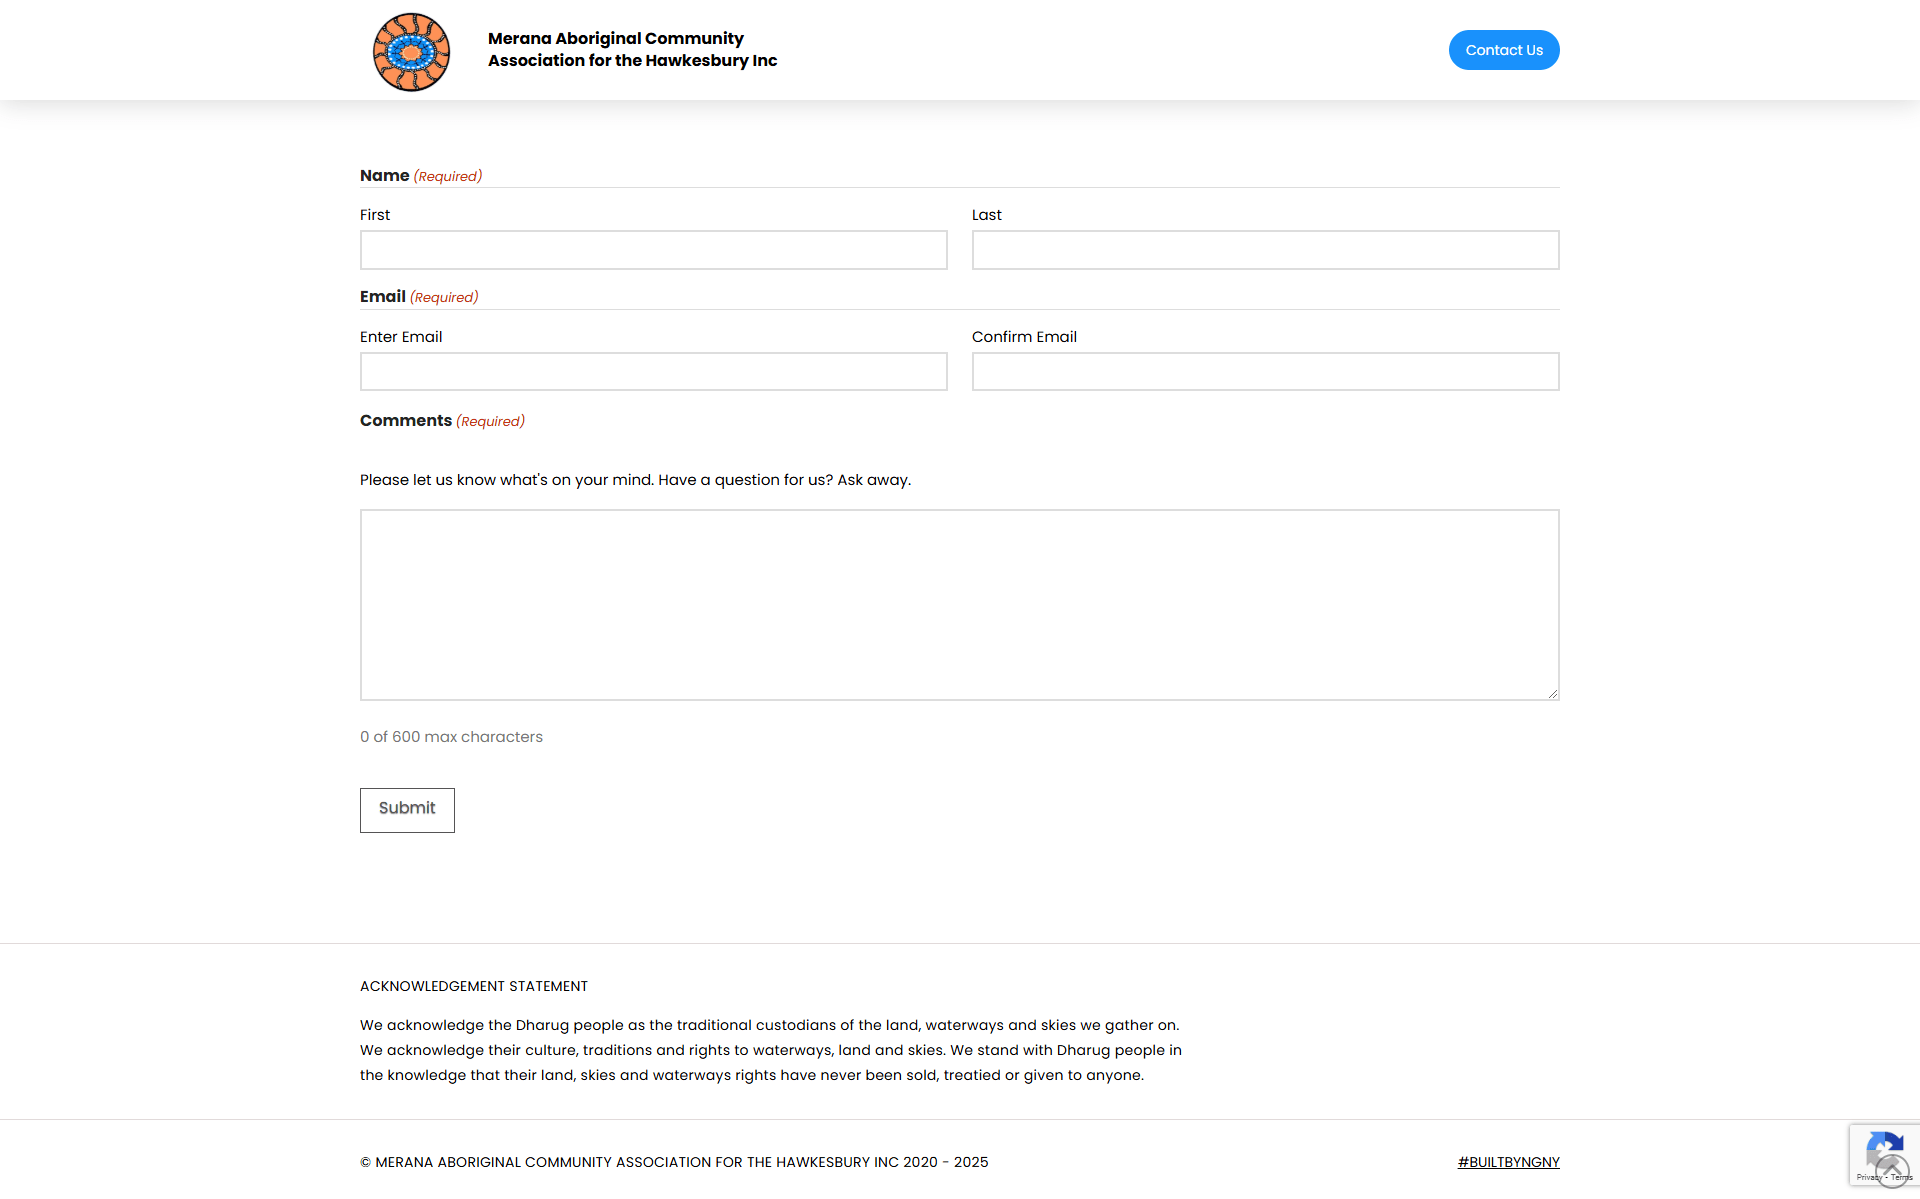 Merana Aboriginal Community
Association for the Hawkesbury Inc
Contact Us
Name (Required)
First
Last
Email (Required)
Enter Email
Confirm Email
Comments (Required)
Please let us know what's on your mind. Have a question for us? Ask away.
0 of 600 max characters
Submit
ACKNOWLEDGEMENT STATEMENT
We acknowledge the Dharug people as the traditional custodians of the land, waterways and skies we gather on.
We acknowledge their culture, traditions and rights to waterways, land and skies. We stand with Dharug people in
the knowledge that their land, skies and waterways rights have never been sold, treatied or given to anyone.
© MERANA ABORIGINAL COMMUNITY ASSOCIATION FOR THE HAWKESBURY INC 2020 - 2025
#BUILTBYNGNY
Privacy - Terms